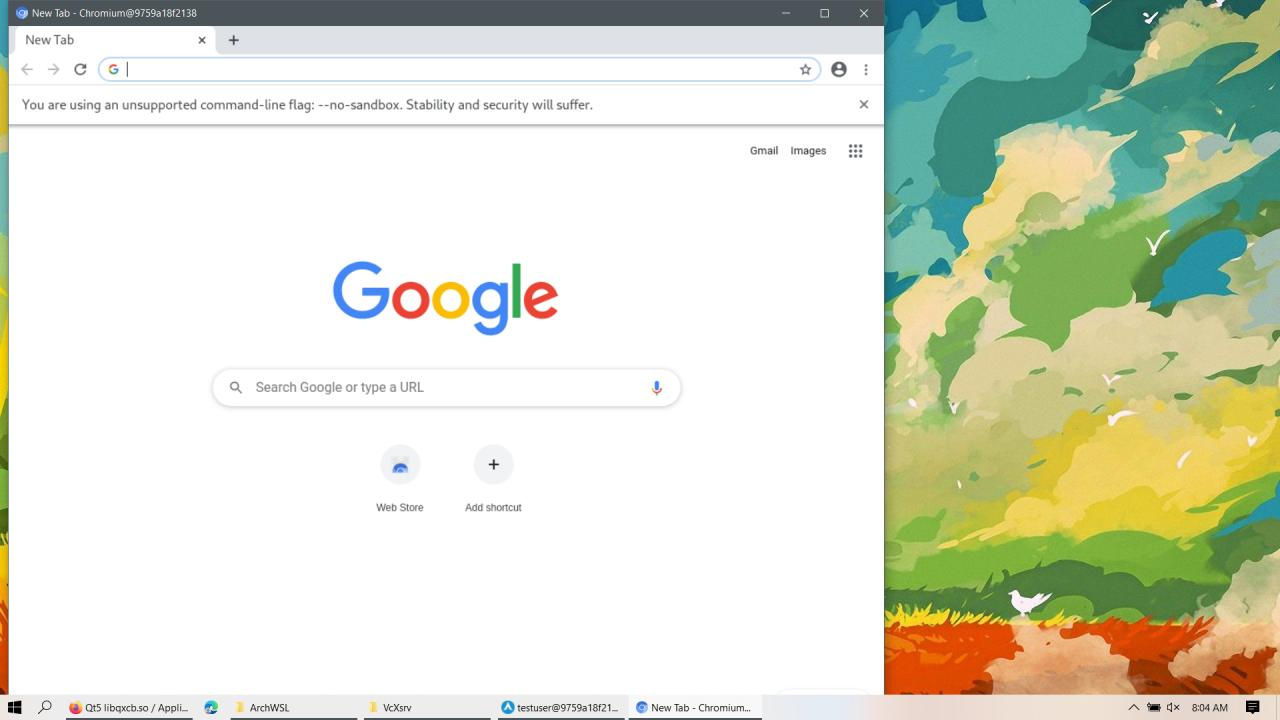 New Tab - Chromium@9759a18f2138
New Tab
You are using an unsupported command-line flag: --no-sandbox. Stability and security will suffer.
Gmail Images
Google
Search Google or type a URL
Web Store Add shortcut
Qt5 libqxcb.so / Appli... ArchWSL VcXsrv testuser@9759a18f21... New Tab - Chromium... 8:04 AM